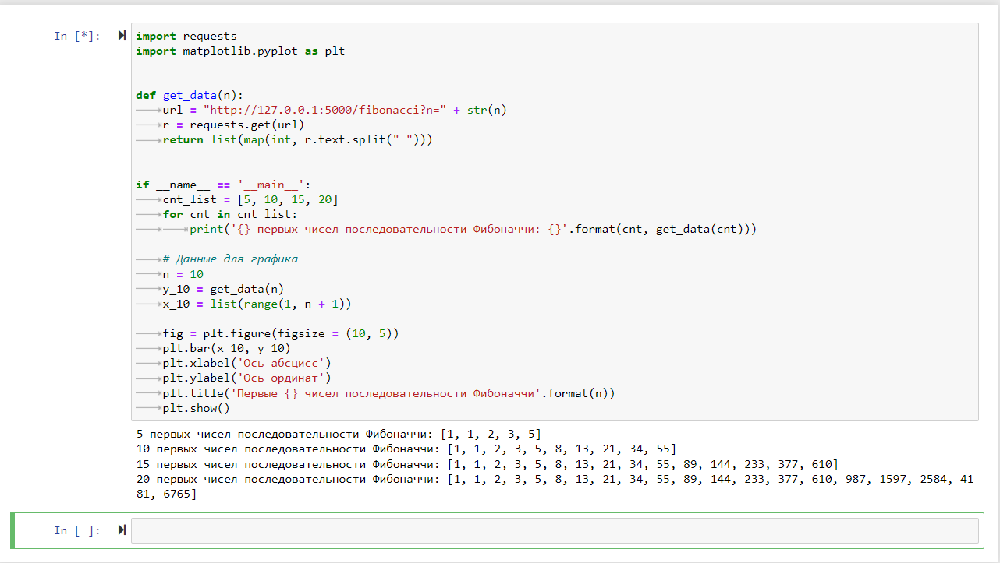 In [*]:
import requests
import matplotlib.pyplot as plt
def get_data(n):
url = "http://127.0.0.1:5000/fibonacci?n=" + str(n)
r = requests.get(url)
return list(map(int, r.text.split(" ")))
if __name__ == '__main__':
cnt_list = [5, 10, 15, 20]
for cnt in cnt_list:
print('{} первых чисел последовательности Фибоначчи: {}'.format(cnt, get_data(cnt)))
# Данные для графика
n = 10
y_10 = get_data(n)
x_10 = list(range(1, n + 1))
fig = plt.figure(figsize = (10, 5))
plt.bar(x_10, y_10)
plt.xlabel('Ось абсцисс')
plt.ylabel('Ось ординат')
plt.title('Первые {} чисел последовательности Фибоначчи'.format(n))
plt.show()
5 первых чисел последовательности Фибоначчи: [1, 1, 2, 3, 5]
10 первых чисел последовательности Фибоначчи: [1, 1, 2, 3, 5, 8, 13, 21, 34, 55]
15 первых чисел последовательности Фибоначчи: [1, 1, 2, 3, 5, 8, 13, 21, 34, 55, 89, 144, 233, 377, 610]
20 первых чисел последовательности Фибоначчи: [1, 1, 2, 3, 5, 8, 13, 21, 34, 55, 89, 144, 233, 377, 610, 987, 1597, 2584, 41
81, 6765]
In [ ]: